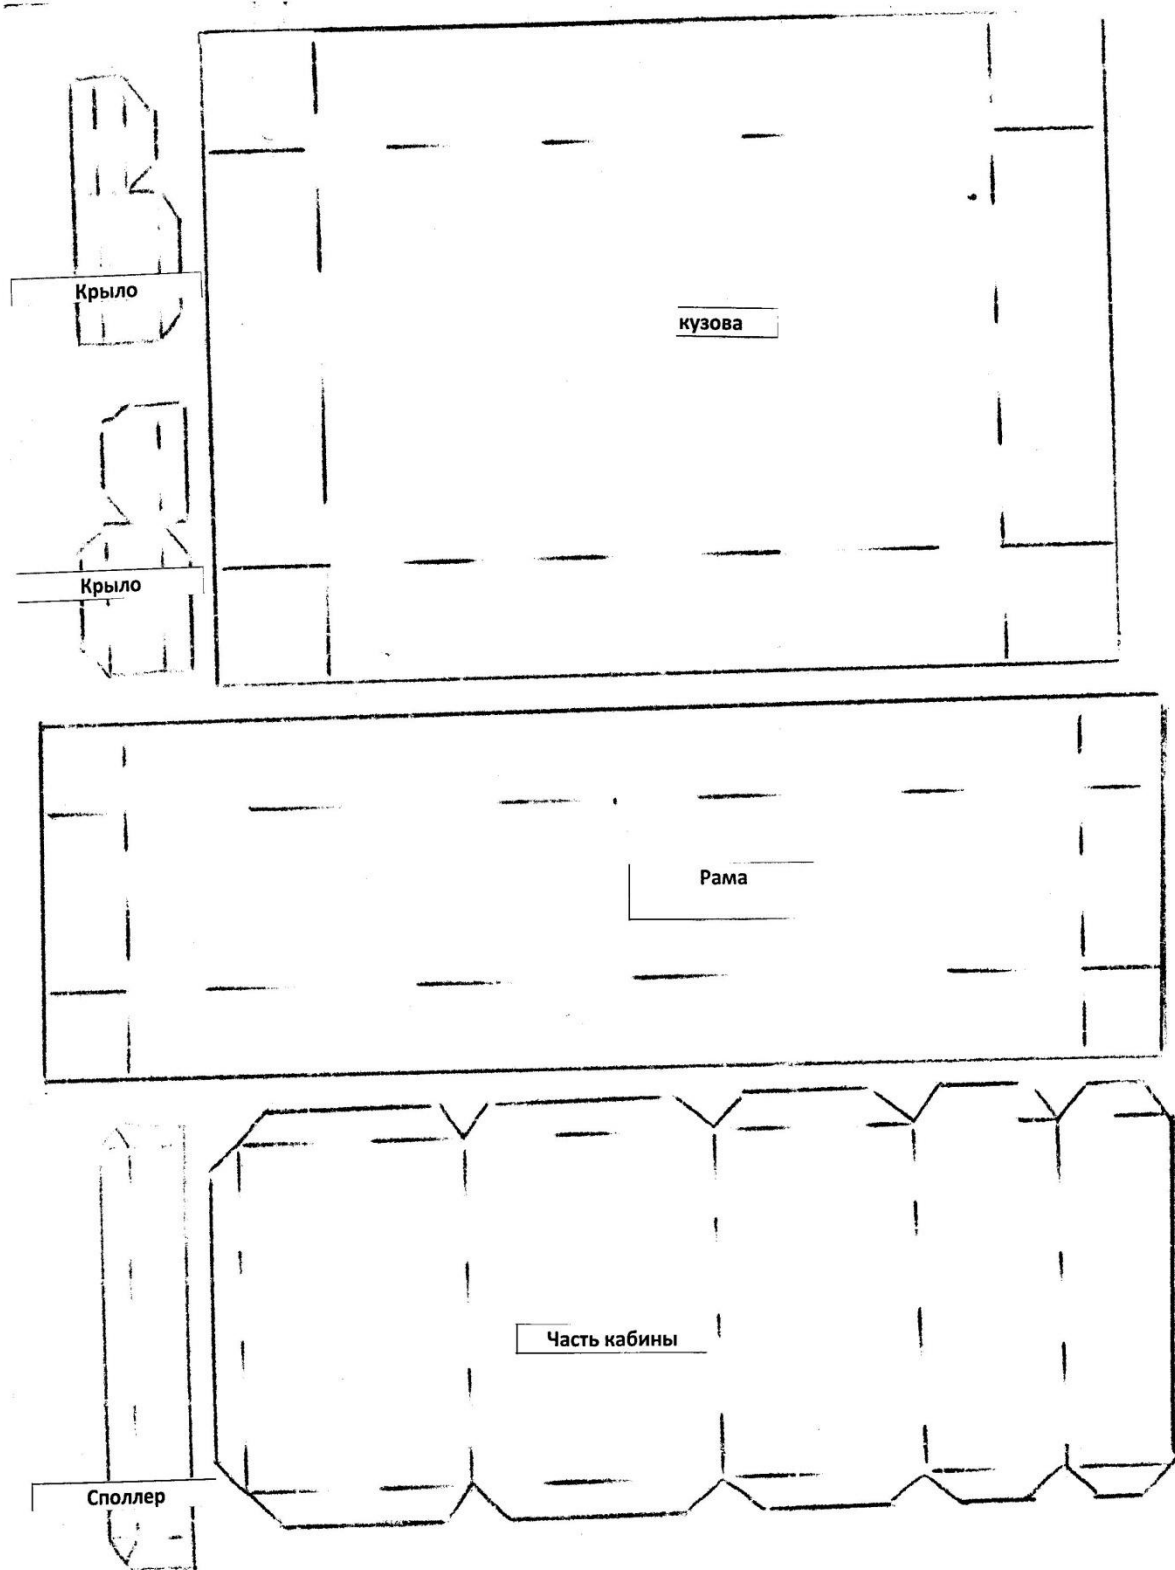 Крыло
кузова
Крыло
Рама
Часть кабины
Споллер